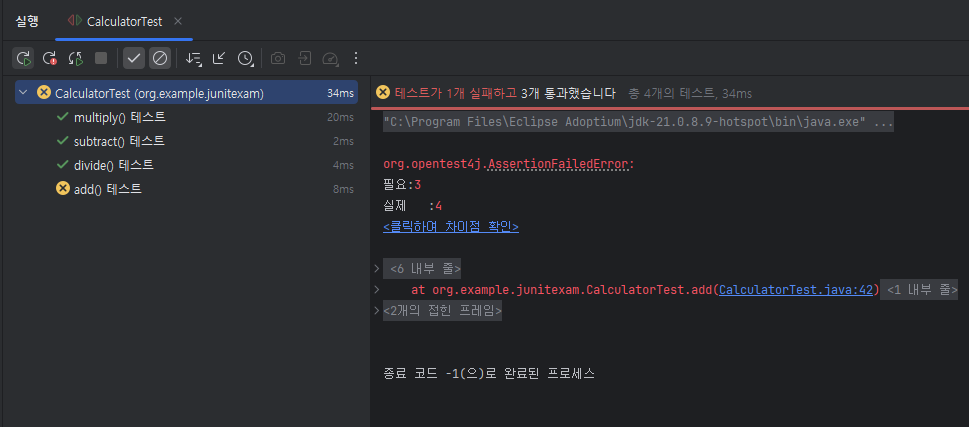 실행 CalculatorTest
CalculatorTest (org.example.junitexam) 34ms
multiply() 테스트 20ms
subtract() 테스트 2ms
divide() 테스트 4ms
add() 테스트 8ms
테스트가 1개 실패하고 3개 통과했습니다 총 4개의 테스트, 34ms
"C:\Program Files\Eclipse Adoptium\jdk-21.0.8.9-hotspot\bin\java.exe" ...
org.opentest4j.AssertionFailedError:
필요:3
실제 :4
<클릭하여 차이점 확인>
<6 내부 줄>
at org.example.junitexam.CalculatorTest.add(CalculatorTest.java:42) <1 내부 줄>
<2개의 접힌 프레임>
종료 코드 -1(으)로 완료된 프로세스